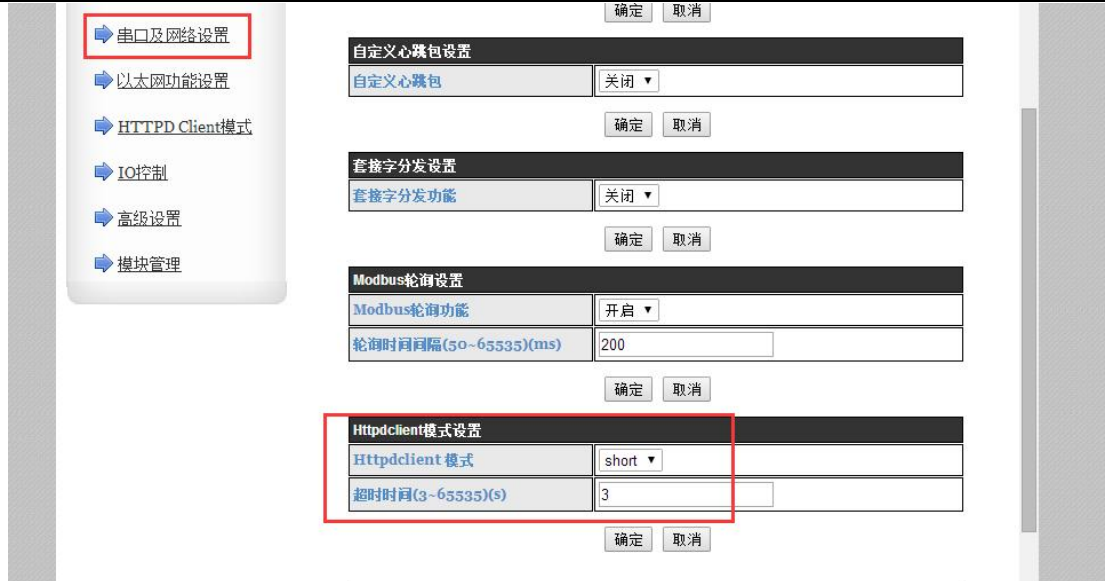 串口及网络设置
以太网功能设置
HTTPD Client模式
IO控制
高级设置
模块管理
确定 取消
自定义心跳包设置
自定义心跳包 关闭
确定 取消
套接字分发设置
套接字分发功能 关闭
确定 取消
Modbus轮询设置
Modbus轮询功能 开启
轮询时间间隔(50~65535)(ms) 200
确定 取消
Httpdclient模式设置
Httpdclient 模式 short
超时时间(3~65535)(s) 3
确定 取消